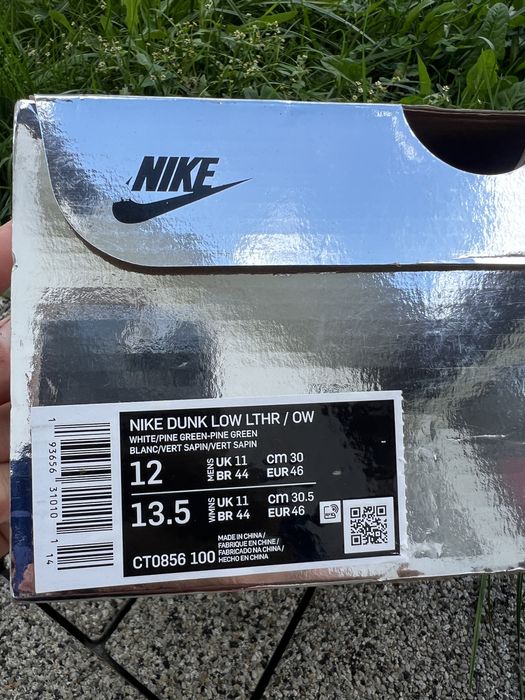 NIKE
NIKE DUNK LOW LTHR / OW
WHITE/PINE GREEN-PINE GREEN
BLANC/VERT SAPIN/VERT SAPIN
12 MENS UK 11 cm 30
BR 44 EUR 46
13.5 WMNS UK 11 cm 30.5
BR 44 EUR 46
CT0856 100 MADE IN CHINA /
FABRIQUE EN CHINE /
FABRICADO NA CHINA /
HECHO EN CHINA
1 93656 31010 1 14